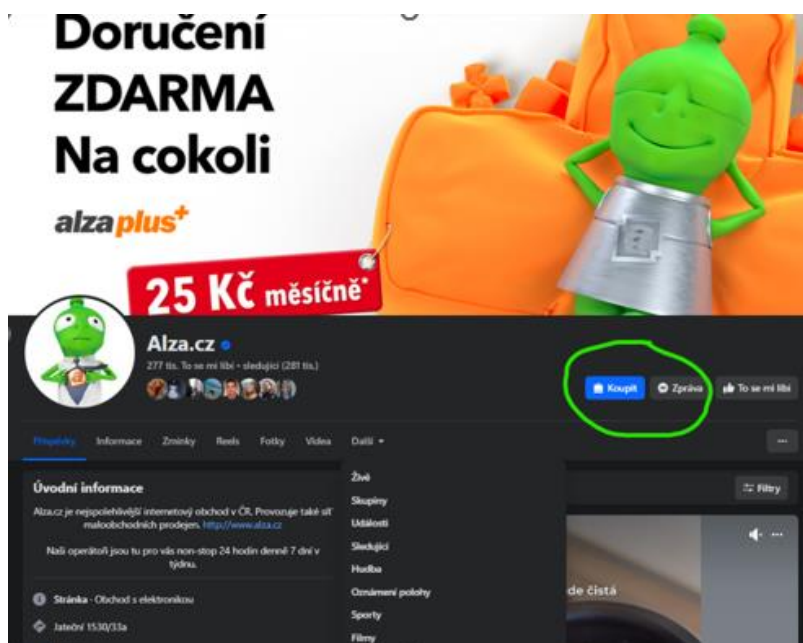 Doručení
ZDARMA
Na cokoli
alzaplus+
25 Kč měsíčně*
Alza.cz
277 tis. To se mi líbí • sledující (281 tis.)
Koupit
Zpráva
To se mi líbí
Příspěvky Informace Zmínky Reels Fotky Videa Další
Živě
Skupiny
Události
Sledující
Hudba
Oznámení polohy
Sporty
Filmy
Úvodní informace
Alza.cz je nejspolehlivější internetový obchod v ČR. Provozuje také síť
maloobchodních prodejen. http://www.alza.cz
Naši operátoři jsou tu pro vás non-stop 24 hodin denně 7 dní v
týdnu.
Stránka · Obchod s elektronikou
Jateční 1530/33a
Filtry
de čistá